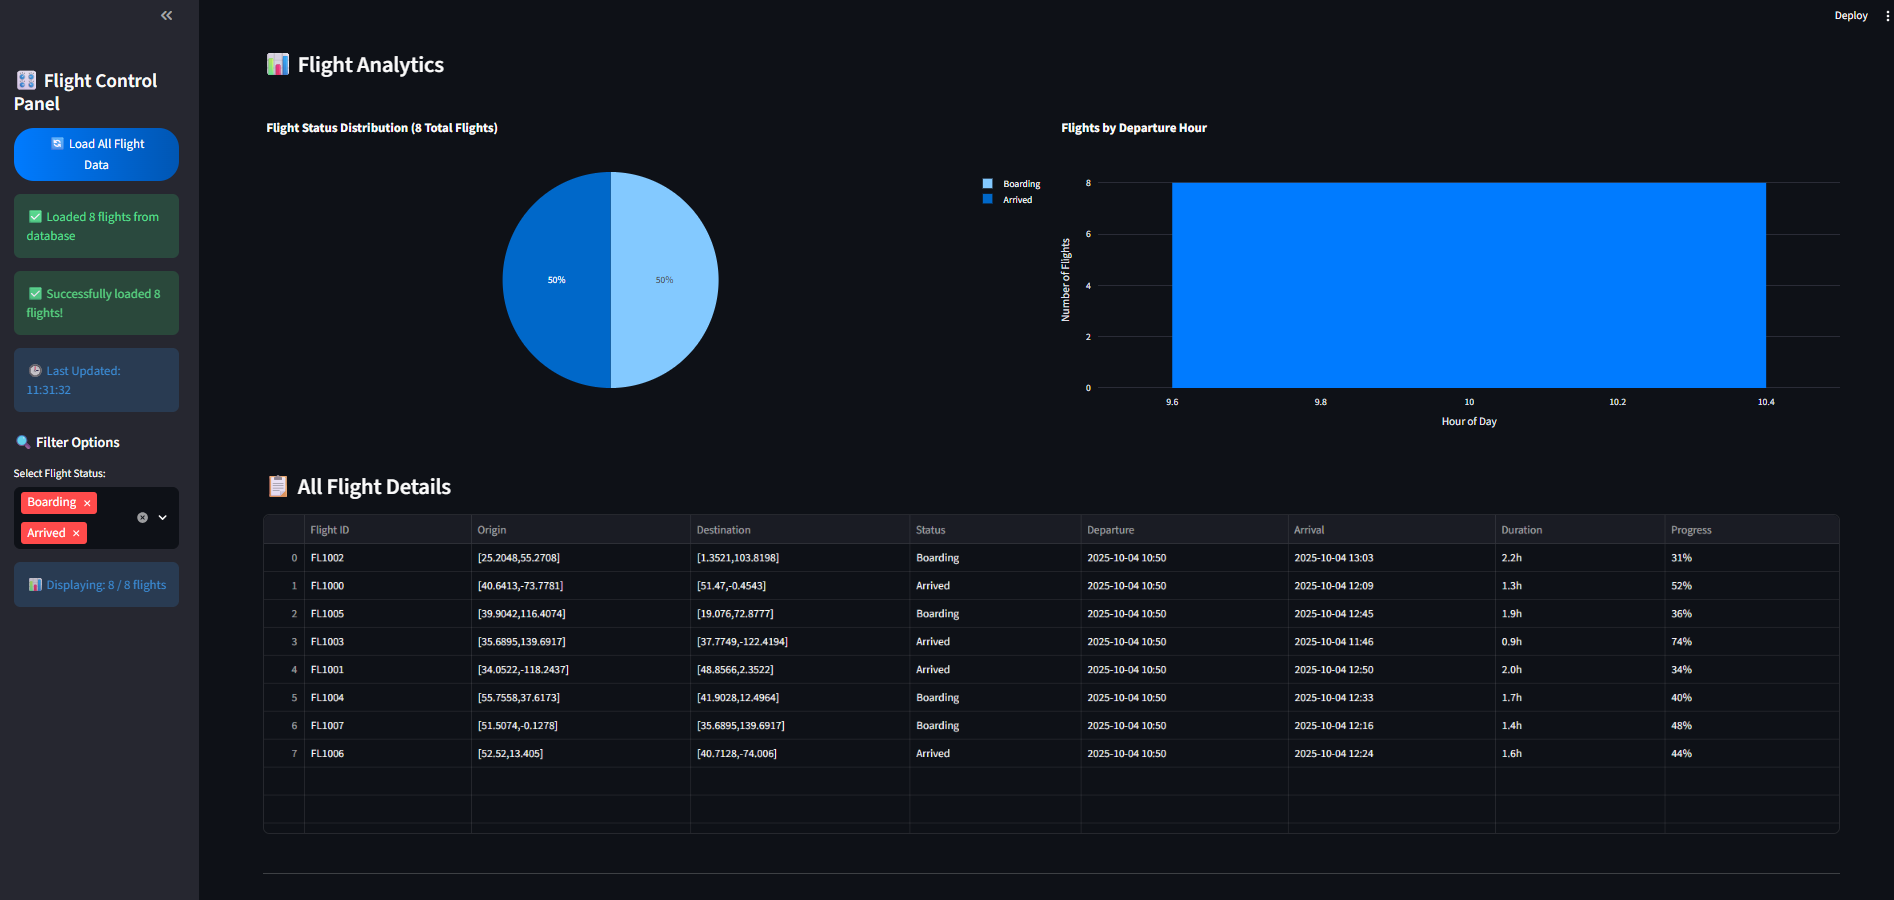 Deploy
Flight Control
Panel
Load All Flight
Data
Loaded 8 flights from
database
Successfully loaded 8
flights!
Last Updated:
11:31:32
Filter Options
Select Flight Status:
Boarding ×
Arrived ×
Displaying: 8 / 8 flights
Flight Analytics
Flight Status Distribution (8 Total Flights)
50%
50%
Boarding
Arrived
Flights by Departure Hour
Number of Flights
8
6
4
2
0
9.6 9.8 10 10.2 10.4
Hour of Day
All Flight Details
Flight ID Origin Destination Status Departure Arrival Duration Progress
0 FL1002 [25.2048,55.2708] [1.3521,103.8198] Boarding 2025-10-04 10:50 2025-10-04 13:03 2.2h 31%
1 FL1000 [40.6413,-73.7781] [51.47,-0.4543] Arrived 2025-10-04 10:50 2025-10-04 12:09 1.3h 52%
2 FL1005 [39.9042,116.4074] [19.076,72.8777] Boarding 2025-10-04 10:50 2025-10-04 12:45 1.9h 36%
3 FL1003 [35.6895,139.6917] [37.7749,-122.4194] Arrived 2025-10-04 10:50 2025-10-04 11:46 0.9h 74%
4 FL1001 [34.0522,-118.2437] [48.8566,2.3522] Arrived 2025-10-04 10:50 2025-10-04 12:50 2.0h 34%
5 FL1004 [55.7558,37.6173] [41.9028,12.4964] Boarding 2025-10-04 10:50 2025-10-04 12:33 1.7h 40%
6 FL1007 [51.5074,-0.1278] [35.6895,139.6917] Boarding 2025-10-04 10:50 2025-10-04 12:16 1.4h 48%
7 FL1006 [52.52,13.405] [40.7128,-74.006] Arrived 2025-10-04 10:50 2025-10-04 12:24 1.6h 44%